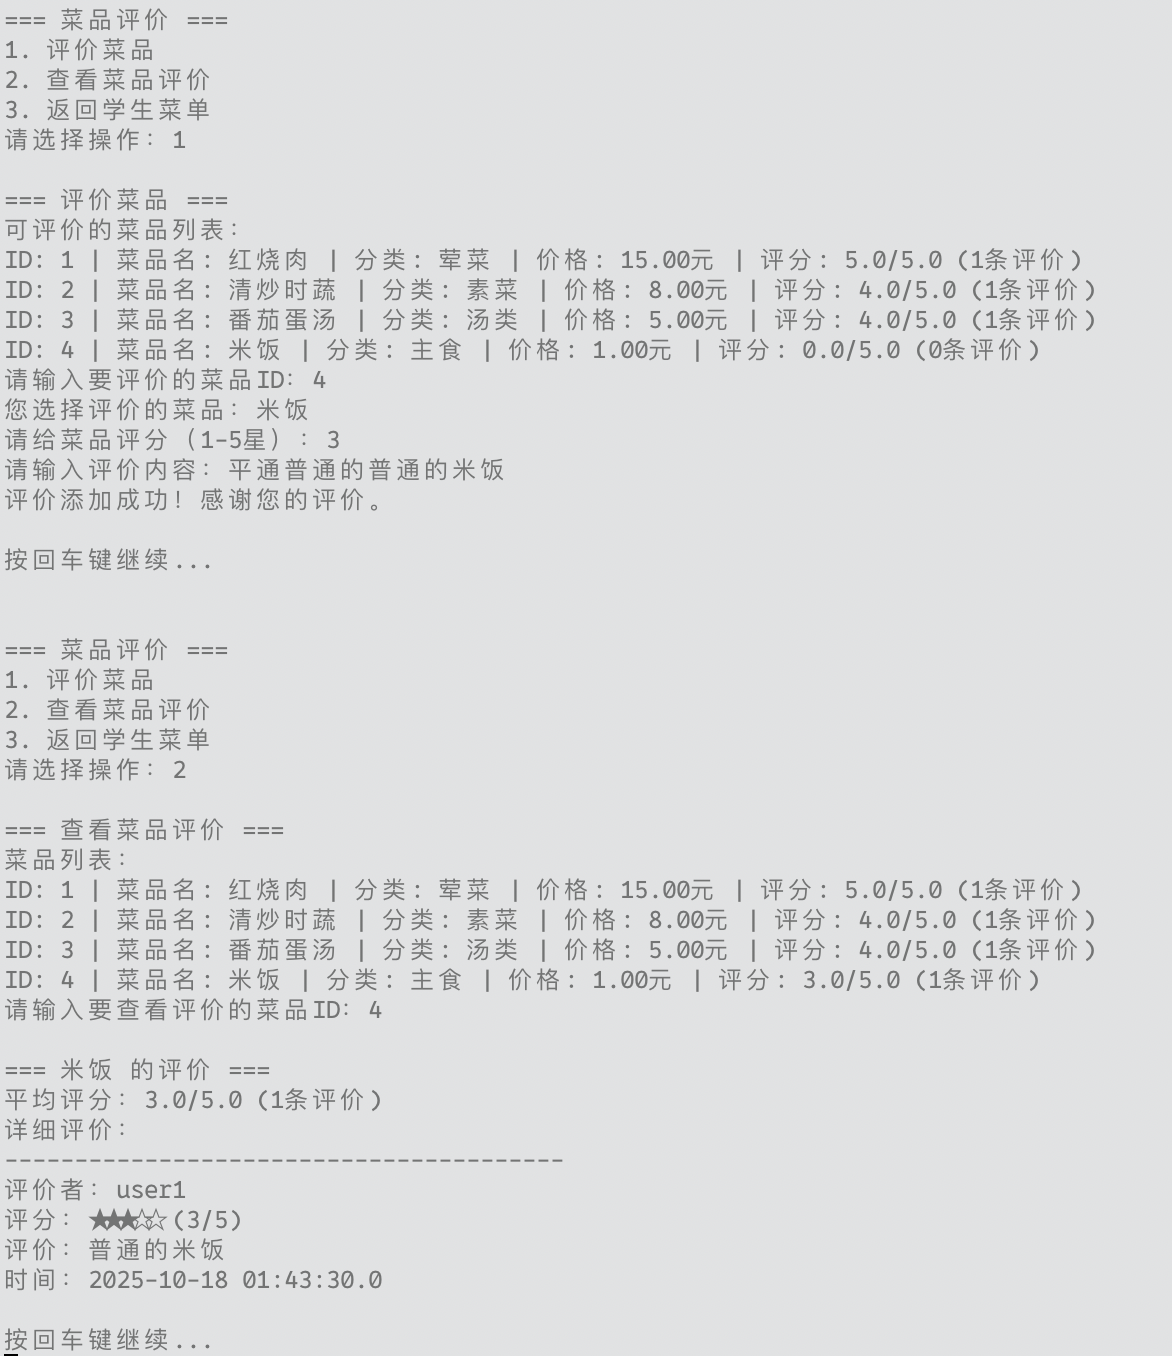 === 菜品评价 ===
1. 评价菜品
2. 查看菜品评价
3. 返回学生菜单
请选择操作: 1
=== 评价菜品 ===
可评价的菜品列表:
ID: 1 | 菜品名: 红烧肉 | 分类: 荤菜 | 价格: 15.00元 | 评分: 5.0/5.0 (1条评价)
ID: 2 | 菜品名: 清炒时蔬 | 分类: 素菜 | 价格: 8.00元 | 评分: 4.0/5.0 (1条评价)
ID: 3 | 菜品名: 番茄蛋汤 | 分类: 汤类 | 价格: 5.00元 | 评分: 4.0/5.0 (1条评价)
ID: 4 | 菜品名: 米饭 | 分类: 主食 | 价格: 1.00元 | 评分: 0.0/5.0 (0条评价)
请输入要评价的菜品ID: 4
您选择评价的菜品: 米饭
请给菜品评分（1-5星）: 3
请输入评价内容: 平通普通的普通的米饭
评价添加成功！感谢您的评价。
按回车键继续...
=== 菜品评价 ===
1. 评价菜品
2. 查看菜品评价
3. 返回学生菜单
请选择操作: 2
=== 查看菜品评价 ===
菜品列表:
ID: 1 | 菜品名: 红烧肉 | 分类: 荤菜 | 价格: 15.00元 | 评分: 5.0/5.0 (1条评价)
ID: 2 | 菜品名: 清炒时蔬 | 分类: 素菜 | 价格: 8.00元 | 评分: 4.0/5.0 (1条评价)
ID: 3 | 菜品名: 番茄蛋汤 | 分类: 汤类 | 价格: 5.00元 | 评分: 4.0/5.0 (1条评价)
ID: 4 | 菜品名: 米饭 | 分类: 主食 | 价格: 1.00元 | 评分: 3.0/5.0 (1条评价)
请输入要查看评价的菜品ID: 4
=== 米饭 的评价 ===
平均评分: 3.0/5.0 (1条评价)
详细评价:
----------------------------------------
评价者: user1
评分: ★★★☆☆ (3/5)
评价: 普通的米饭
时间: 2025-10-18 01:43:30.0
按回车键继续...